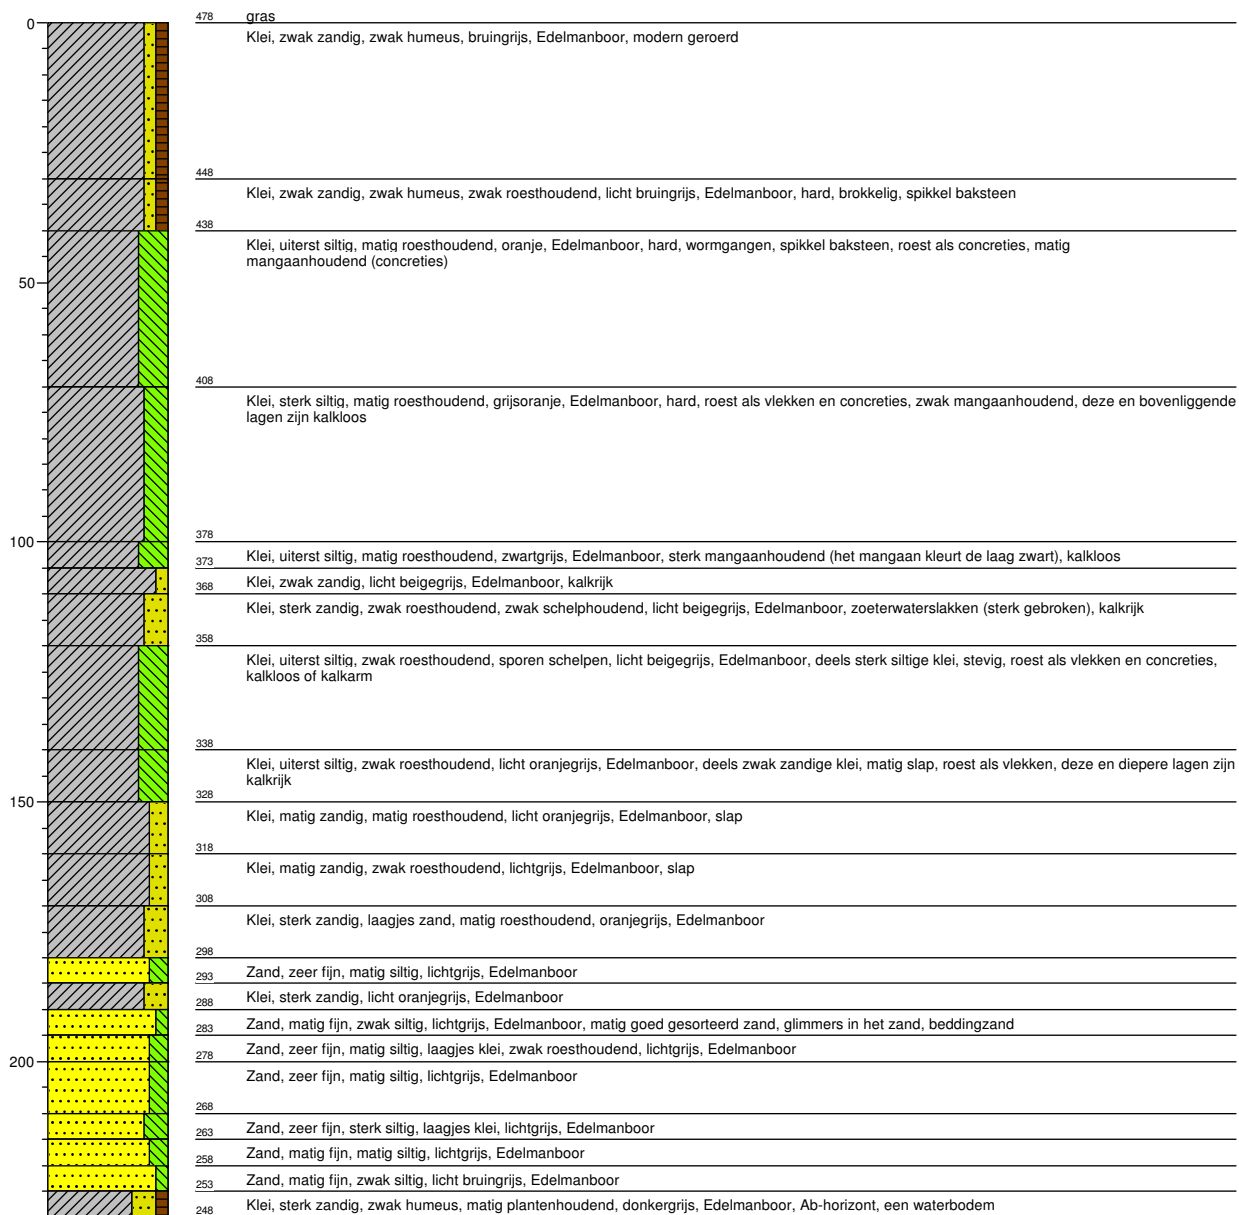 0
478 gras
Klei, zwak zandig, zwak humeus, bruingrijs, Edelmanboor, modern geroerd
448
Klei, zwak zandig, zwak humeus, zwak roesthoudend, licht bruingrijs, Edelmanboor, hard, brokkelig, spikkel baksteen
438
Klei, uiterst siltig, matig roesthoudend, oranje, Edelmanboor, hard, wormgangen, spikkel baksteen, roest als concreties, matig
mangaanhoudend (concreties)
50
408
Klei, sterk siltig, matig roesthoudend, grijsoranje, Edelmanboor, hard, roest als vlekken en concreties, zwak mangaanhoudend, deze en bovenliggende
lagen zijn kalkloos
378
100
Klei, uiterst siltig, matig roesthoudend, zwartgrijs, Edelmanboor, sterk mangaanhoudend (het mangaan kleurt de laag zwart), kalkloos
373
Klei, zwak zandig, licht beigegrijs, Edelmanboor, kalkrijk
368
Klei, sterk zandig, zwak roesthoudend, zwak schelphoudend, licht beigegrijs, Edelmanboor, zoeterwaterslakken (sterk gebroken), kalkrijk
358
Klei, uiterst siltig, zwak roesthoudend, sporen schelpen, licht beigegrijs, Edelmanboor, deels sterk siltige klei, stevig, roest als vlekken en concreties,
kalkloos of kalkarm
338
Klei, uiterst siltig, zwak roesthoudend, licht oranjegrijs, Edelmanboor, deels zwak zandige klei, matig slap, roest als vlekken, deze en diepere lagen zijn
kalkrijk
328
150
Klei, matig zandig, matig roesthoudend, licht oranjegrijs, Edelmanboor, slap
318
Klei, matig zandig, zwak roesthoudend, lichtgrijs, Edelmanboor, slap
308
Klei, sterk zandig, laagjes zand, matig roesthoudend, oranjegrijs, Edelmanboor
298
Zand, zeer fijn, matig siltig, lichtgrijs, Edelmanboor
293
Klei, sterk zandig, licht oranjegrijs, Edelmanboor
288
Zand, matig fijn, zwak siltig, lichtgrijs, Edelmanboor, matig goed gesorteerd zand, glimmers in het zand, beddingzand
283
Zand, zeer fijn, matig siltig, laagjes klei, zwak roesthoudend, lichtgrijs, Edelmanboor
278
200
Zand, zeer fijn, matig siltig, lichtgrijs, Edelmanboor
268
Zand, zeer fijn, sterk siltig, laagjes klei, lichtgrijs, Edelmanboor
263
Zand, matig fijn, matig siltig, lichtgrijs, Edelmanboor
258
Zand, matig fijn, zwak siltig, licht bruingrijs, Edelmanboor
253
Klei, sterk zandig, zwak humeus, matig plantenhoudend, donkergrijs, Edelmanboor, Ab-horizont, een waterbodem
248